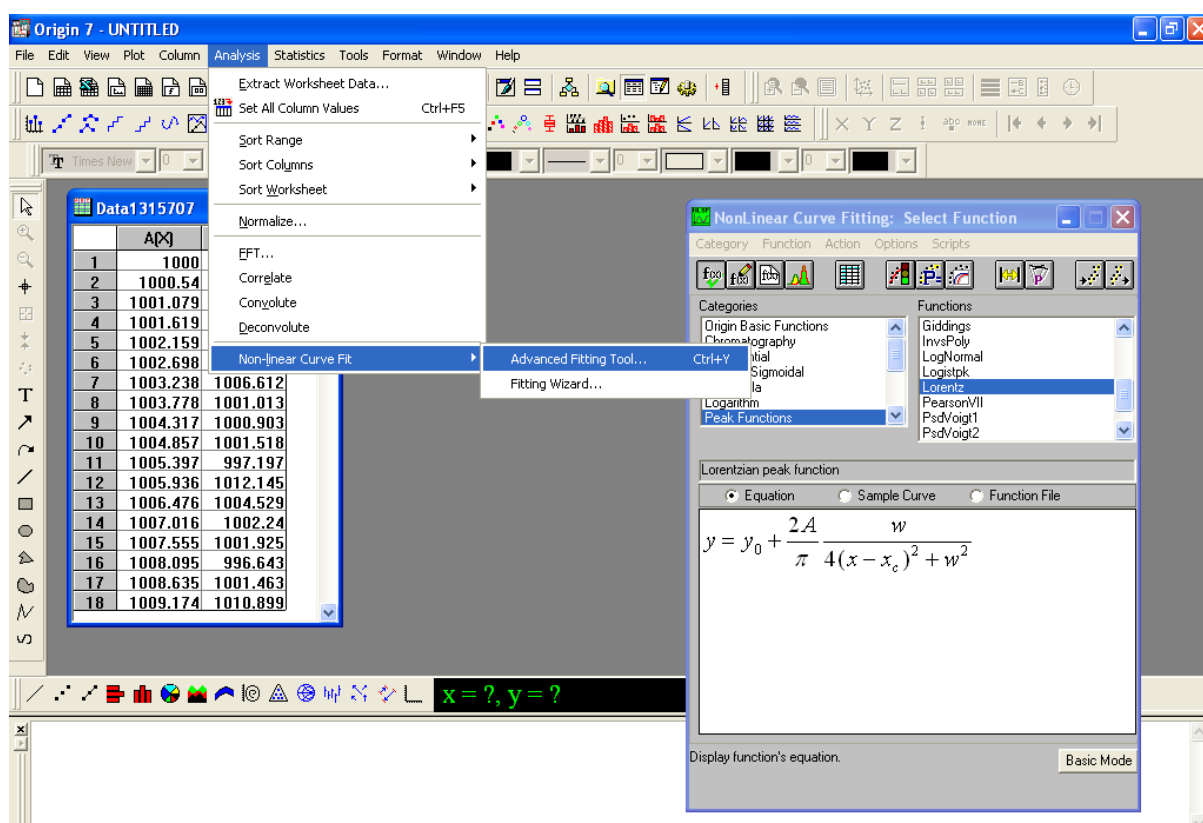 Origin 7 - UNTITLED
File Edit View Plot Column Analysis Statistics Tools Format Window Help
Times New 0
0
0
Extract Worksheet Data...
Set All Column Values Ctrl+F5
Sort Range
Sort Columns
Sort Worksheet
Normalize...
FFT...
Correlate
Convolute
Deconvolute
Non-linear Curve Fit
Advanced Fitting Tool... Ctrl+Y
Fitting Wizard...
Data1315707
A(X)
1 1000
2 1000.54
3 1001.079
4 1001.619
5 1002.159
6 1002.698
7 1003.238 1006.612
8 1003.778 1001.013
9 1004.317 1000.903
10 1004.857 1001.518
11 1005.397 997.197
12 1005.936 1012.145
13 1006.476 1004.529
14 1007.016 1002.24
15 1007.555 1001.925
16 1008.095 996.643
17 1008.635 1001.463
18 1009.174 1010.899
NonLinear Curve Fitting: Select Function
Category Function Action Options Scripts
Categories
Origin Basic Functions
Chromatography
Logarithm
Peak Functions
Functions
Giddings
InvsPoly
LogNormal
Logistpk
Lorentz
PearsonVII
PsdVoigt1
PsdVoigt2
Lorentzian peak function
Equation Sample Curve Function File
y = y₀ + 2A/π w/(4(x − x_c)² + w²)
Display function's equation.
Basic Mode
x = ?, y = ?